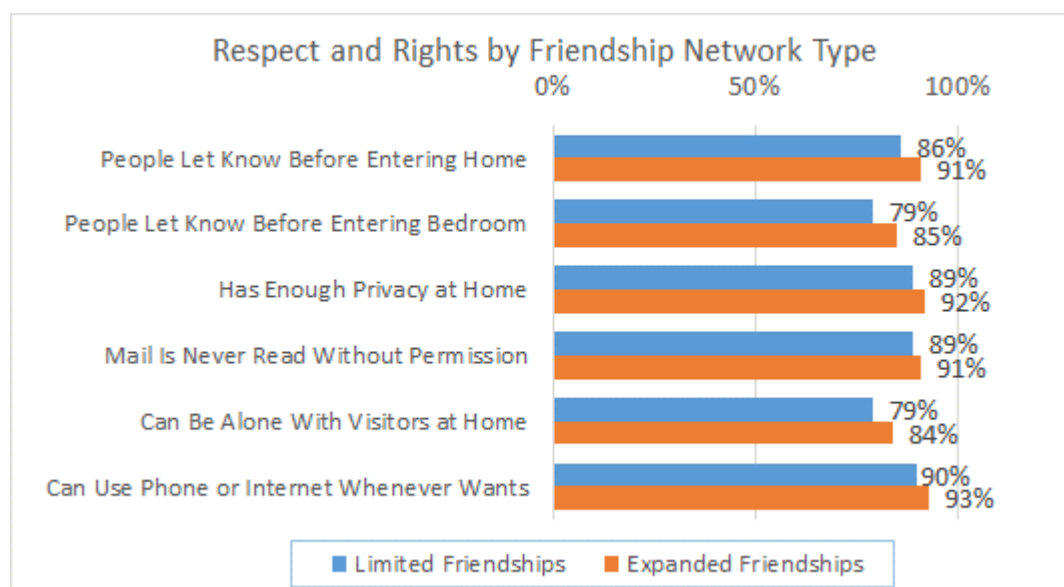 Respect and Rights by Friendship Network Type
0% 50% 100%
People Let Know Before Entering Home 86%
91%
People Let Know Before Entering Bedroom 79%
85%
Has Enough Privacy at Home 89%
92%
Mail Is Never Read Without Permission 89%
91%
Can Be Alone With Visitors at Home 79%
84%
Can Use Phone or Internet Whenever Wants 90%
93%
Limited Friendships Expanded Friendships